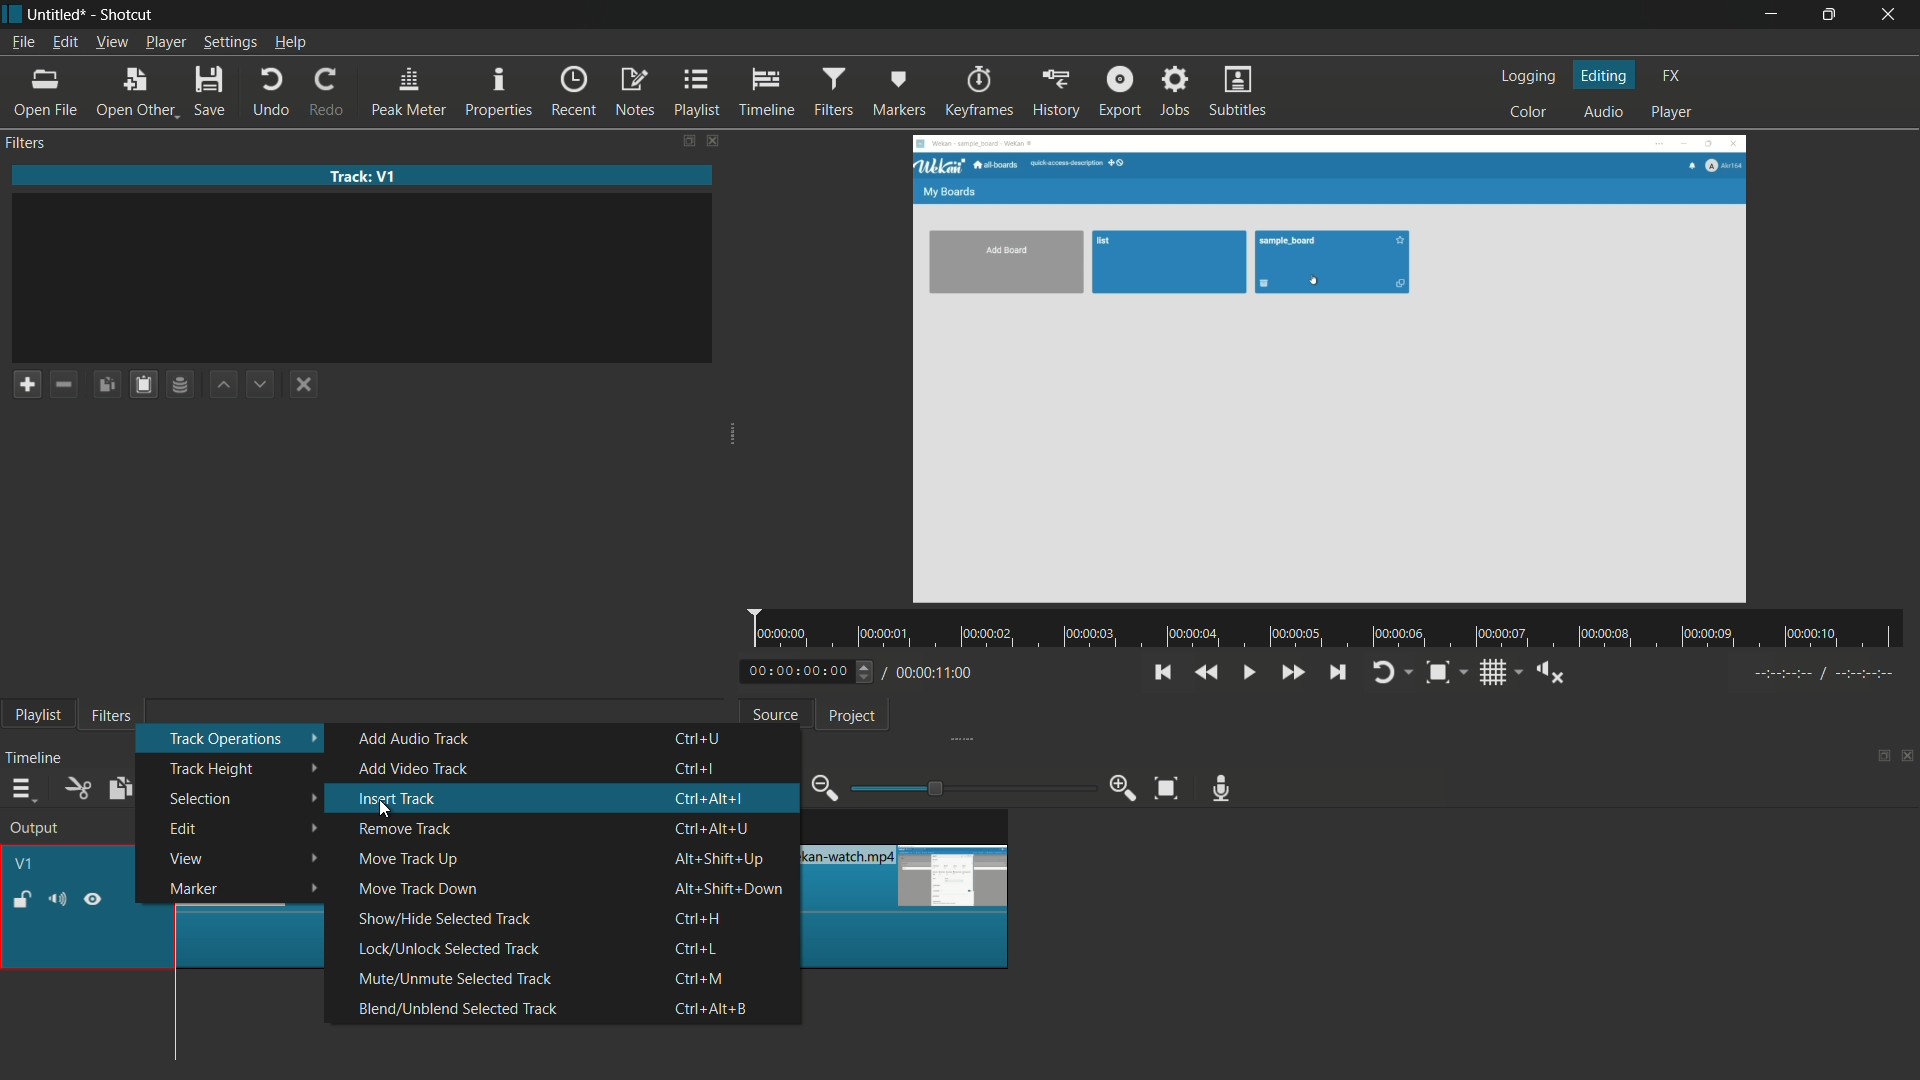 Untitled* - Shotcut
File Edit View Player Settings Help
Open File Open Other Save Undo Redo Peak Meter Properties Recent Notes Playlist Timeline Filters Markers Keyframes History Export Jobs Subtitles
Logging Editing FX
Color Audio Player
Filters
Track: V1
Wekan - sample_board - WeKan
WeKan all-boards quick-access-description
A Akr164
My Boards
Add Board
list
sample_board
00:00:00 00:00:01 00:00:02 00:00:03 00:00:04 00:00:05 00:00:06 00:00:07 00:00:08 00:00:09 00:00:10
00:00:00:00 / 00:00:11:00
--:--:--:-- / --:--:--:--
Playlist Filters
Source Project
Timeline
Output
V1
kan-watch.mp4
Track Operations
Track Height
Selection
Edit
View
Marker
Add Audio Track Ctrl+U
Add Video Track Ctrl+I
Insert Track Ctrl+Alt+I
Remove Track Ctrl+Alt+U
Move Track Up Alt+Shift+Up
Move Track Down Alt+Shift+Down
Show/Hide Selected Track Ctrl+H
Lock/Unlock Selected Track Ctrl+L
Mute/Unmute Selected Track Ctrl+M
Blend/Unblend Selected Track Ctrl+Alt+B